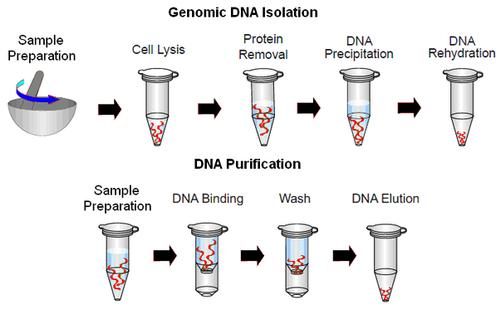 Genomic DNA Isolation
Sample
Preparation
Cell Lysis
Protein
Removal
DNA
Precipitation
DNA
Rehydration
DNA Purification
Sample
Preparation
DNA Binding
Wash
DNA Elution